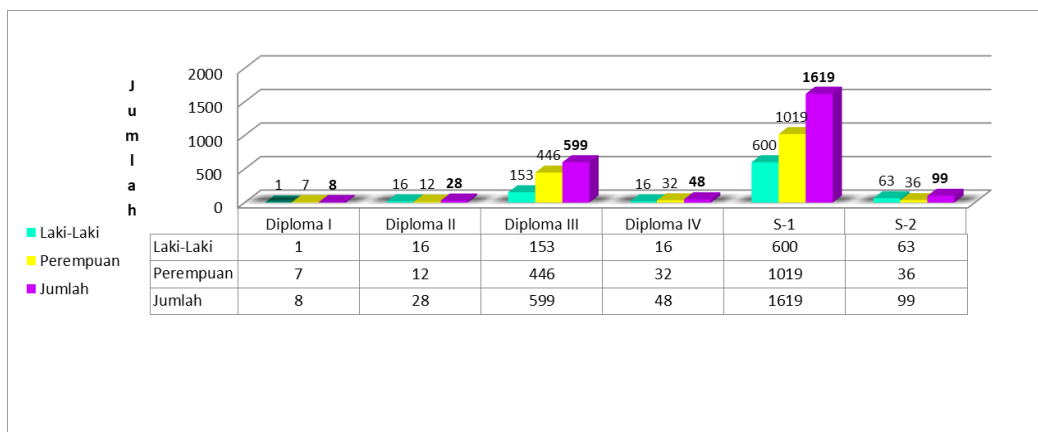 Jumlah
2000
1500
1000
500
0
1 7 8
16 12 28
153 446 599
16 32 48
600 1019 1619
63 36 99
Laki-Laki
Perempuan
Jumlah
Diploma I Diploma II Diploma III Diploma IV S-1 S-2
Laki-Laki 1 16 153 16 600 63
Perempuan 7 12 446 32 1019 36
Jumlah 8 28 599 48 1619 99